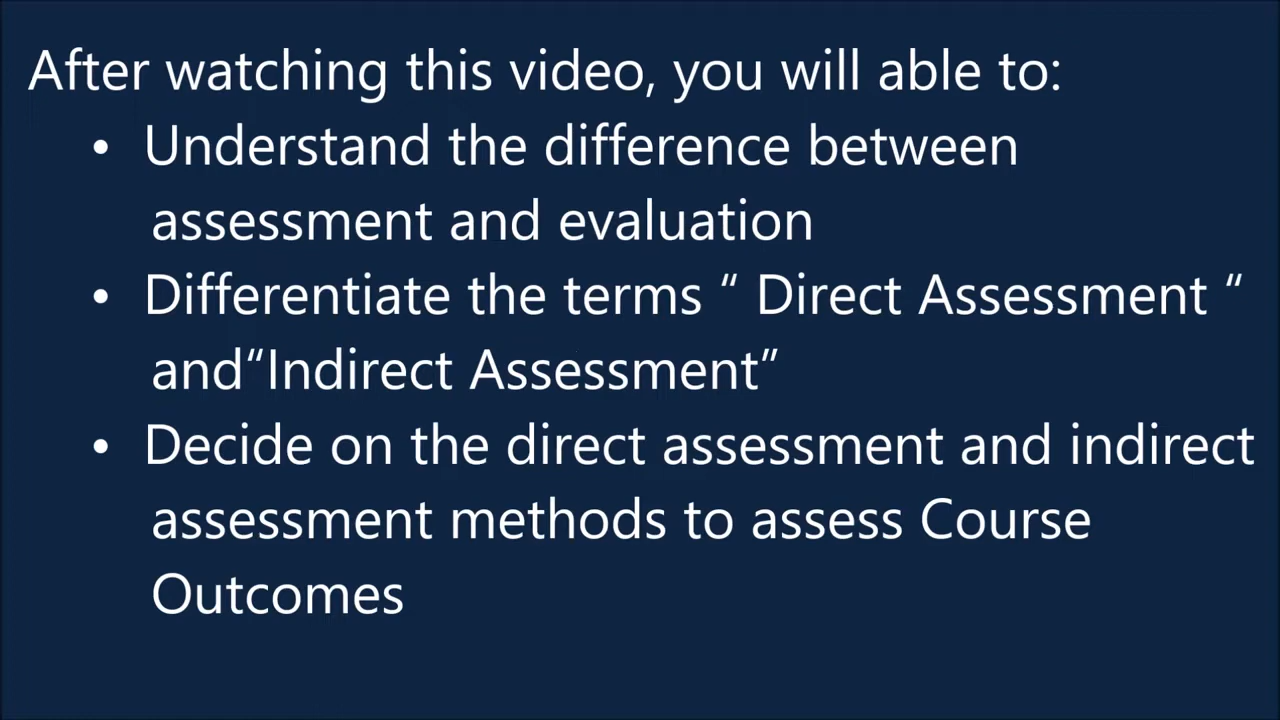 After watching this video, you will able to:
• Understand the difference between
assessment and evaluation
• Differentiate the terms “ Direct Assessment “
and“Indirect Assessment”
• Decide on the direct assessment and indirect
assessment methods to assess Course
Outcomes